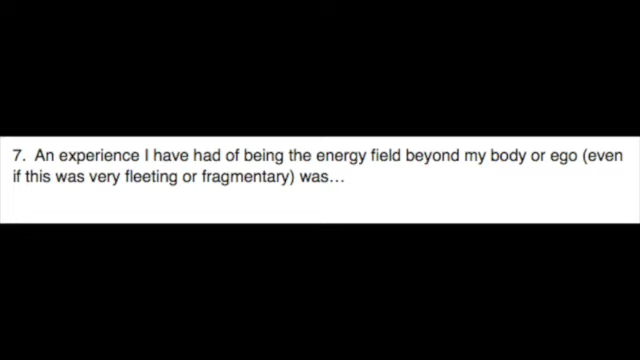 7.  An experience I have had of being the energy field beyond my body or ego (even
if this was very fleeting or fragmentary) was…